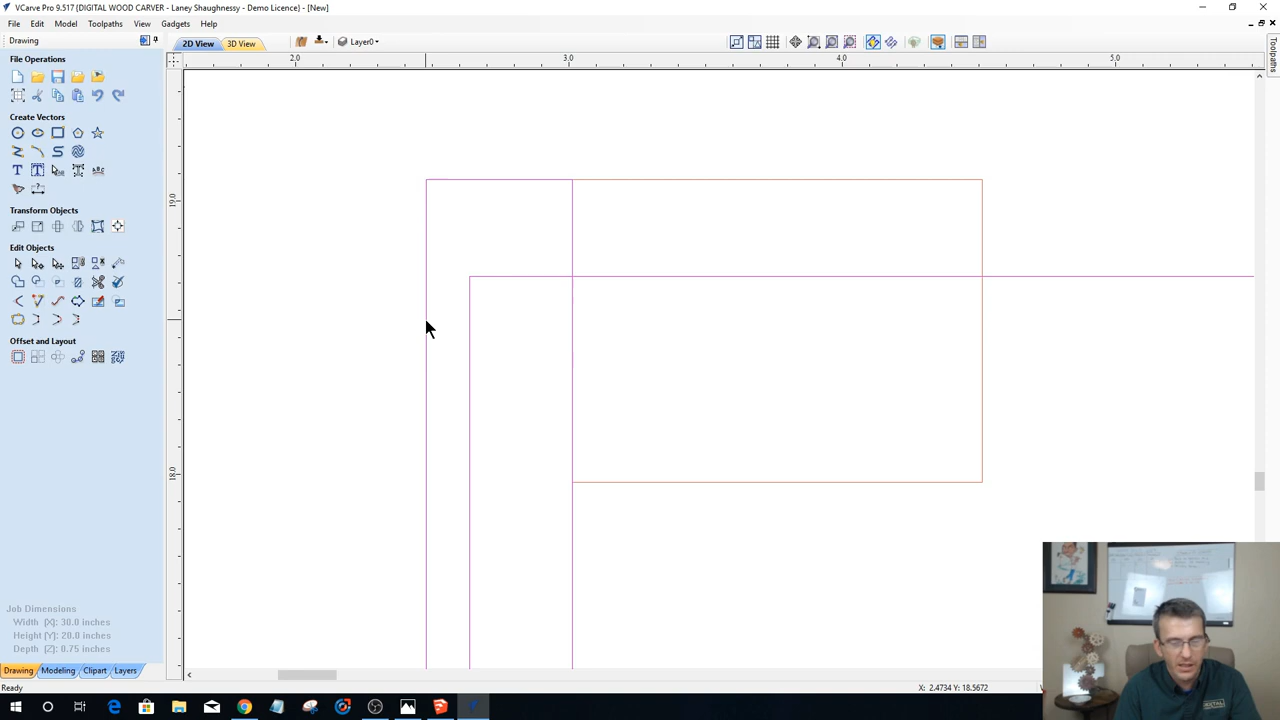 VCarve Pro 9.517 {DIGITAL WOOD CARVER - Laney Shaughnessy - Demo Licence} - [New]
File Edit Model Toolpaths View Gadgets Help
Drawing
2D View 3D View Layer0
Toolpaths
File Operations
2.0 3.0 4.0 5.0
Create Vectors
19.0
Transform Objects
Edit Objects
Offset and Layout
18.0
Job Dimensions
Width (X): 30.0 inches
Height (Y): 20.0 inches
Depth (Z): 0.75 inches
Drawing Modeling Clipart Layers
Ready
X: 2.4734 Y: 18.5672